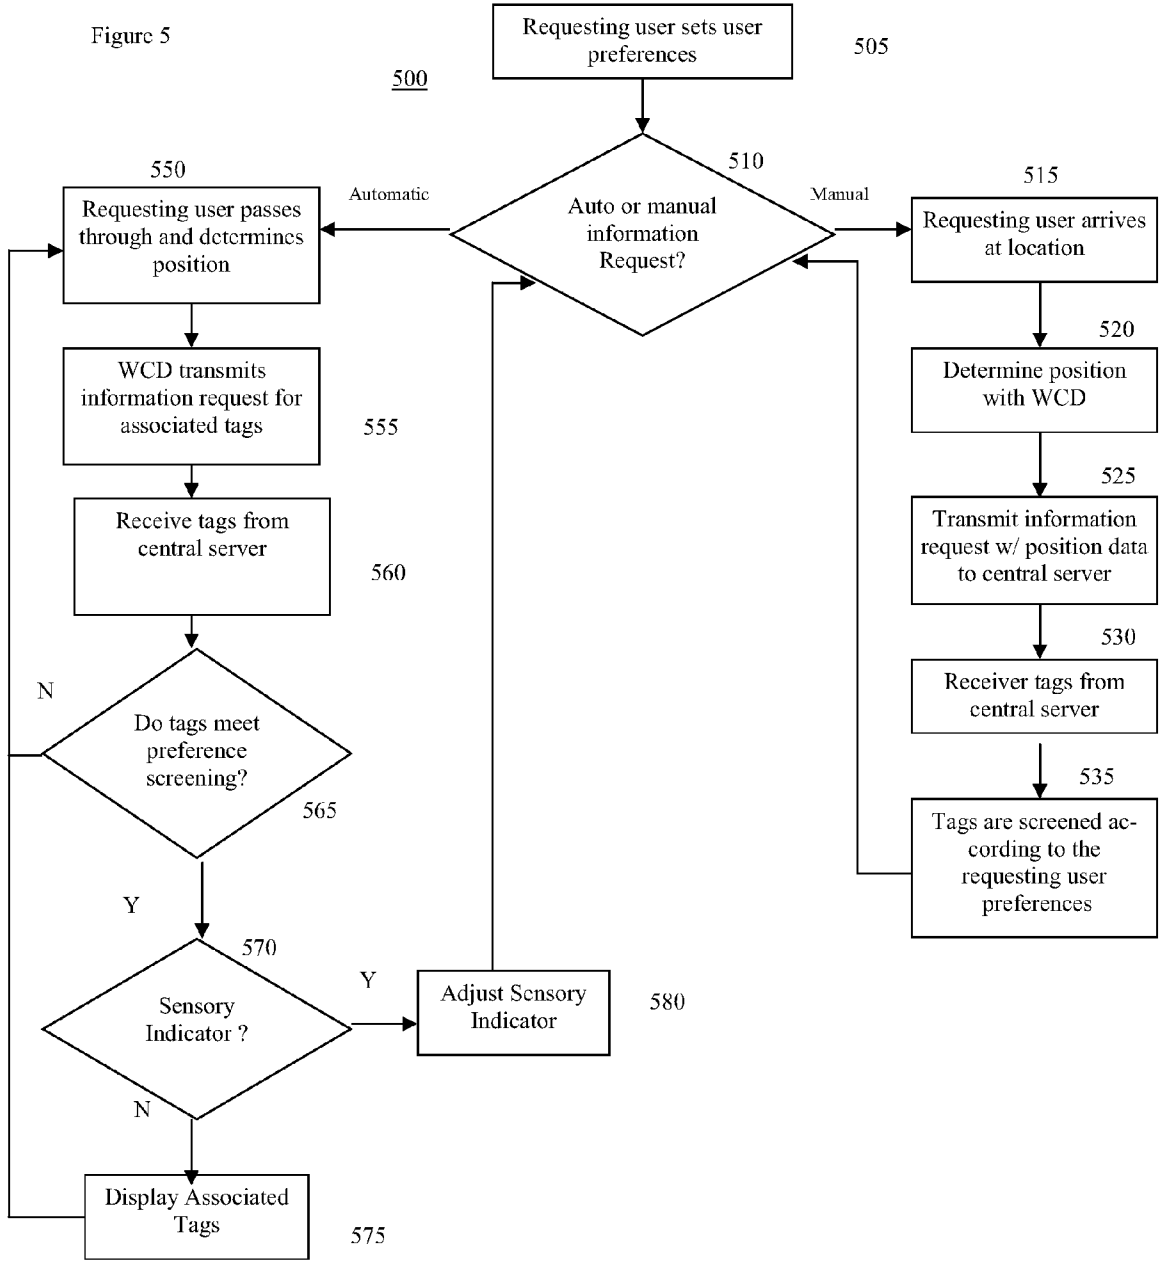 Figure 5
500
Requesting user sets user
preferences
505
510
Auto or manual
information
Request?
Automatic
Manual
550
Requesting user passes
through and determines
position
WCD transmits
information request for
associated tags
555
Receive tags from
central server
560
N
Do tags meet
preference
screening?
565
Y
570
Sensory
Indicator ?
Y
Adjust Sensory
Indicator
580
N
Display Associated
Tags
575
515
Requesting user arrives
at location
520
Determine position
with WCD
525
Transmit information
request w/ position data
to central server
530
Receiver tags from
central server
535
Tags are screened ac-
cording to the
requesting user
preferences